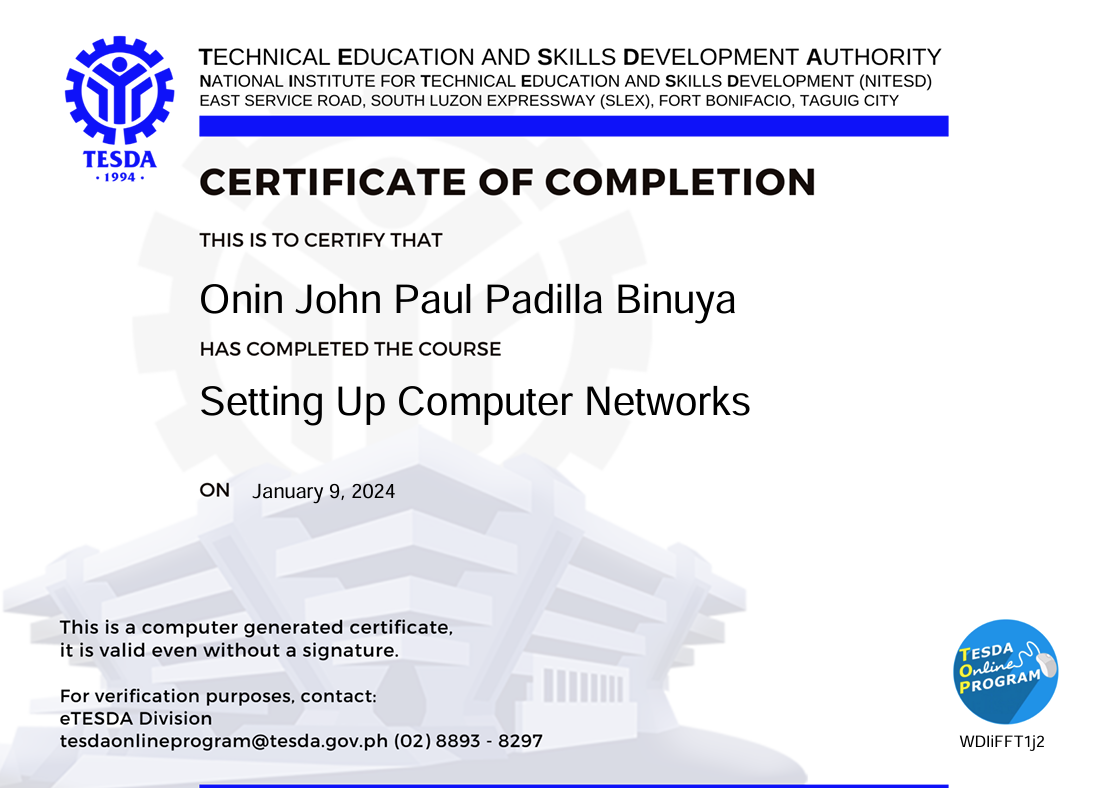 TECHNICAL EDUCATION AND SKILLS DEVELOPMENT AUTHORITY
NATIONAL INSTITUTE FOR TECHNICAL EDUCATION AND SKILLS DEVELOPMENT (NITESD)
EAST SERVICE ROAD, SOUTH LUZON EXPRESSWAY (SLEX), FORT BONIFACIO, TAGUIG CITY
TESDA
· 1994 ·
CERTIFICATE OF COMPLETION
THIS IS TO CERTIFY THAT
Onin John Paul Padilla Binuya
HAS COMPLETED THE COURSE
Setting Up Computer Networks
ON January 9, 2024
This is a computer generated certificate,
it is valid even without a signature.
For verification purposes, contact:
eTESDA Division
tesdaonlineprogram@tesda.gov.ph (02) 8893 - 8297
TESDA
Online
PROGRAM
WDIiFFT1j2